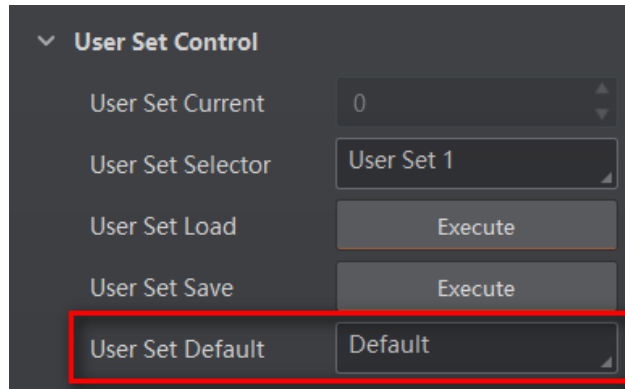 User Set Control
User Set Current 0
User Set Selector User Set 1
User Set Load Execute
User Set Save Execute
User Set Default Default